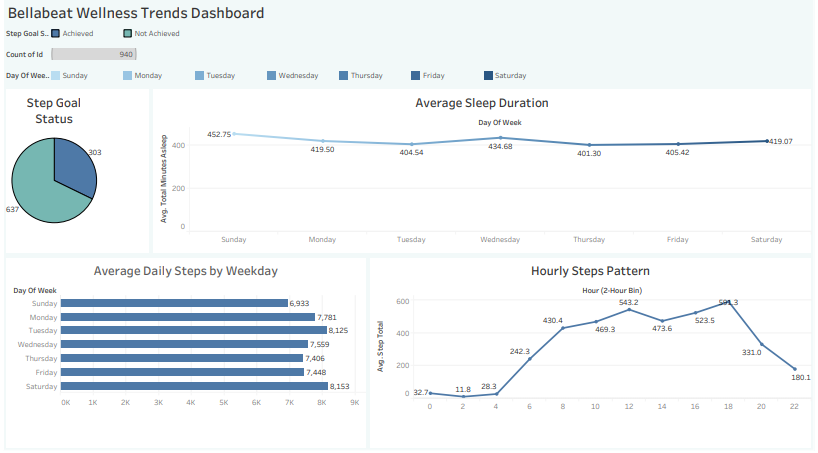 Bellabeat Wellness Trends Dashboard
Step Goal S.. Achieved Not Achieved
Count of Id 940
Day Of Wee.. Sunday Monday Tuesday Wednesday Thursday Friday Saturday
Step Goal
Status
303
637
Average Sleep Duration
Day Of Week
Avg. Total Minutes Asleep
400
200
0
452.75 419.50 404.54 434.68 401.30 405.42 419.07
Sunday Monday Tuesday Wednesday Thursday Friday Saturday
Average Daily Steps by Weekday
Day Of Week
Sunday 6,933
Monday 7,781
Tuesday 8,125
Wednesday 7,559
Thursday 7,406
Friday 7,448
Saturday 8,153
0K 1K 2K 3K 4K 5K 6K 7K 8K 9K
Hourly Steps Pattern
Hour (2-Hour Bin)
Avg. Step Total
600
400
200
0
32.7 11.8 28.3 242.3 430.4 469.3 543.2 473.6 523.5 591.3 331.0 180.1
0 2 4 6 8 10 12 14 16 18 20 22